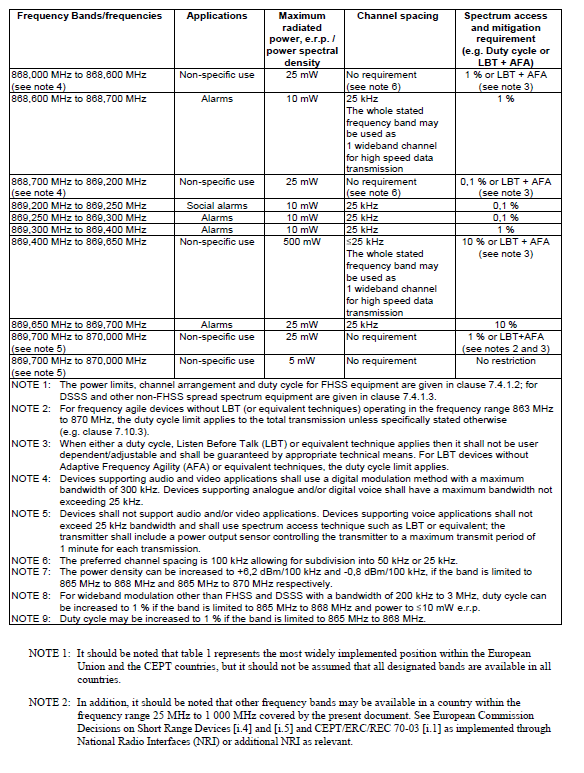 Frequency Bands/frequencies Applications Maximum radiated power, e.r.p. / power spectral density Channel spacing Spectrum access and mitigation requirement (e.g. Duty cycle or LBT + AFA)
868,000 MHz to 868,600 MHz Non-specific use 25 mW No requirement 1 % or LBT + AFA
(see note 4) (see note 6) (see note 3)
868,600 MHz to 868,700 MHz Alarms 10 mW 25 kHz 1 %
The whole stated
frequency band may
be used as
1 wideband channel
for high speed data
transmission
868,700 MHz to 869,200 MHz Non-specific use 25 mW No requirement 0,1 % or LBT + AFA
(see note 4) (see note 6) (see note 3)
869,200 MHz to 869,250 MHz Social alarms 10 mW 25 kHz 0,1 %
869,250 MHz to 869,300 MHz Alarms 10 mW 25 kHz 0,1 %
869,300 MHz to 869,400 MHz Alarms 10 mW 25 kHz 1 %
869,400 MHz to 869,650 MHz Non-specific use 500 mW ≤25 kHz 10 % or LBT + AFA
The whole stated (see note 3)
frequency band may
be used as
1 wideband channel
for high speed data
transmission
869,650 MHz to 869,700 MHz Alarms 25 mW 25 kHz 10 %
869,700 MHz to 870,000 MHz Non-specific use 25 mW No requirement 1 % or LBT+AFA
(see note 5) (see notes 2 and 3)
869,700 MHz to 870,000 MHz Non-specific use 5 mW No requirement No restriction
(see note 5)
NOTE 1: The power limits, channel arrangement and duty cycle for FHSS equipment are given in clause 7.4.1.2; for
DSSS and other non-FHSS spread spectrum equipment are given in clause 7.4.1.3.
NOTE 2: For frequency agile devices without LBT (or equivalent techniques) operating in the frequency range 863 MHz
to 870 MHz, the duty cycle limit applies to the total transmission unless specifically stated otherwise
(e.g. clause 7.10.3).
NOTE 3: When either a duty cycle, Listen Before Talk (LBT) or equivalent technique applies then it shall not be user
dependent/adjustable and shall be guaranteed by appropriate technical means. For LBT devices without
Adaptive Frequency Agility (AFA) or equivalent techniques, the duty cycle limit applies.
NOTE 4: Devices supporting audio and video applications shall use a digital modulation method with a maximum
bandwidth of 300 kHz. Devices supporting analogue and/or digital voice shall have a maximum bandwidth not
exceeding 25 kHz.
NOTE 5: Devices shall not support audio and/or video applications. Devices supporting voice applications shall not
exceed 25 kHz bandwidth and shall use spectrum access technique such as LBT or equivalent; the
transmitter shall include a power output sensor controlling the transmitter to a maximum transmit period of
1 minute for each transmission.
NOTE 6: The preferred channel spacing is 100 kHz allowing for subdivision into 50 kHz or 25 kHz.
NOTE 7: The power density can be increased to +6,2 dBm/100 kHz and -0,8 dBm/100 kHz, if the band is limited to
865 MHz to 868 MHz and 865 MHz to 870 MHz respectively.
NOTE 8: For wideband modulation other than FHSS and DSSS with a bandwidth of 200 kHz to 3 MHz, duty cycle can
be increased to 1 % if the band is limited to 865 MHz to 868 MHz and power to ≤10 mW e.r.p.
NOTE 9: Duty cycle may be increased to 1 % if the band is limited to 865 MHz to 868 MHz.
NOTE 1: It should be noted that table 1 represents the most widely implemented position within the European
Union and the CEPT countries, but it should not be assumed that all designated bands are available in all
countries.
NOTE 2: In addition, it should be noted that other frequency bands may be available in a country within the
frequency range 25 MHz to 1 000 MHz covered by the present document. See European Commission
Decisions on Short Range Devices [i.4] and [i.5] and CEPT/ERC/REC 70-03 [i.1] as implemented through
National Radio Interfaces (NRI) or additional NRI as relevant.